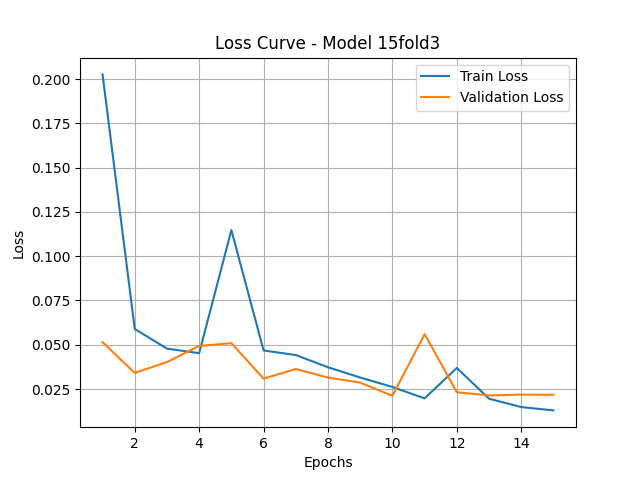 Loss Curve - Model 15fold3
Train Loss
Validation Loss
0.200
0.175
0.150
0.125
0.100
0.075
0.050
0.025
Loss
2 4 6 8 10 12 14
Epochs